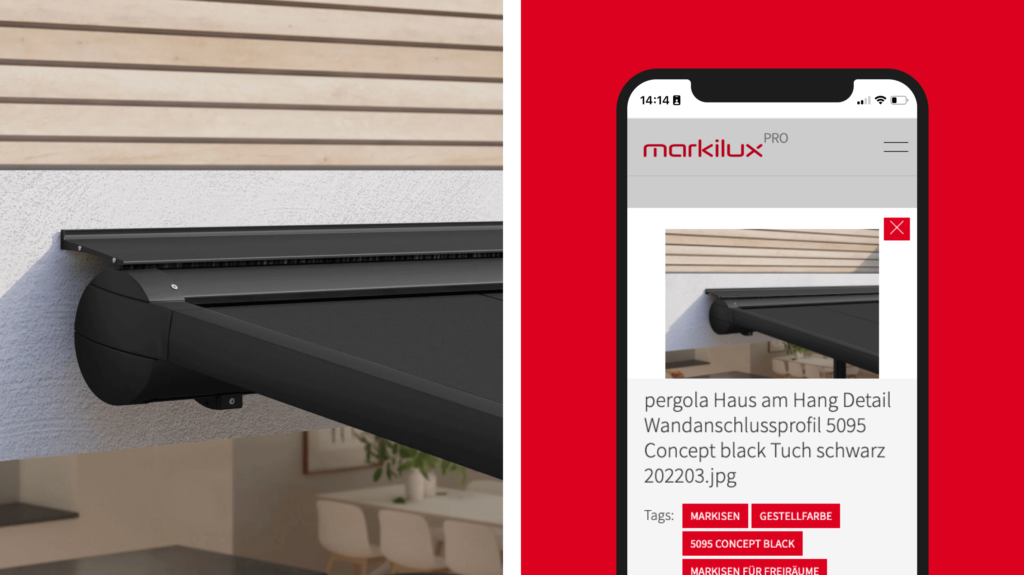 14:14
markilux PRO
pergola Haus am Hang Detail
Wandanschlussprofil 5095
Concept black Tuch schwarz
202203.jpg
Tags: MARKISEN GESTELLFARBE
5095 CONCEPT BLACK
MARKISEN FÜR FREIRÄUME